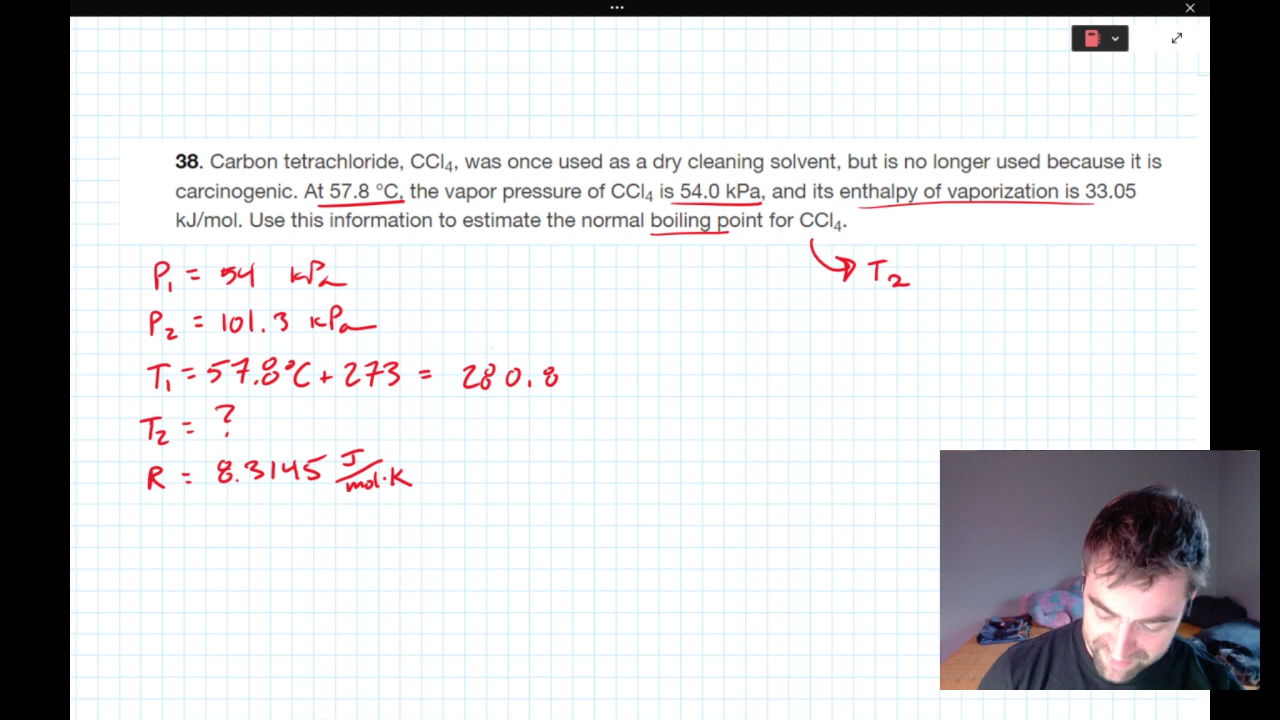 38. Carbon tetrachloride, CCl₄, was once used as a dry cleaning solvent, but is no longer used because it is
carcinogenic. At 57.8 °C, the vapor pressure of CCl₄ is 54.0 kPa, and its enthalpy of vaporization is 33.05
kJ/mol. Use this information to estimate the normal boiling point for CCl₄.
T₂
P₁ = 54 kPa
P₂ = 101.3 kPa
T₁ = 57.8°C + 273 = 280.8
T₂ = ?
R = 8.3145 J/mol·K